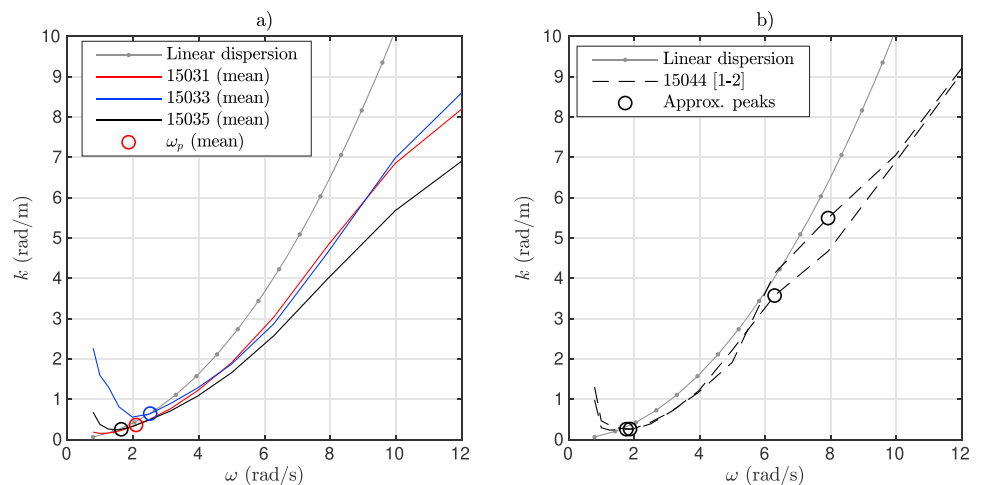 a)
10
9
8
7
6
5
4
3
2
1
0
k (rad/m)
Linear dispersion
15031 (mean)
15033 (mean)
15035 (mean)
ωp (mean)
0 2 4 6 8 10 12
ω (rad/s)
b)
10
9
8
7
6
5
4
3
2
1
0
k (rad/m)
Linear dispersion
15044 [1-2]
Approx. peaks
0 2 4 6 8 10 12
ω (rad/s)